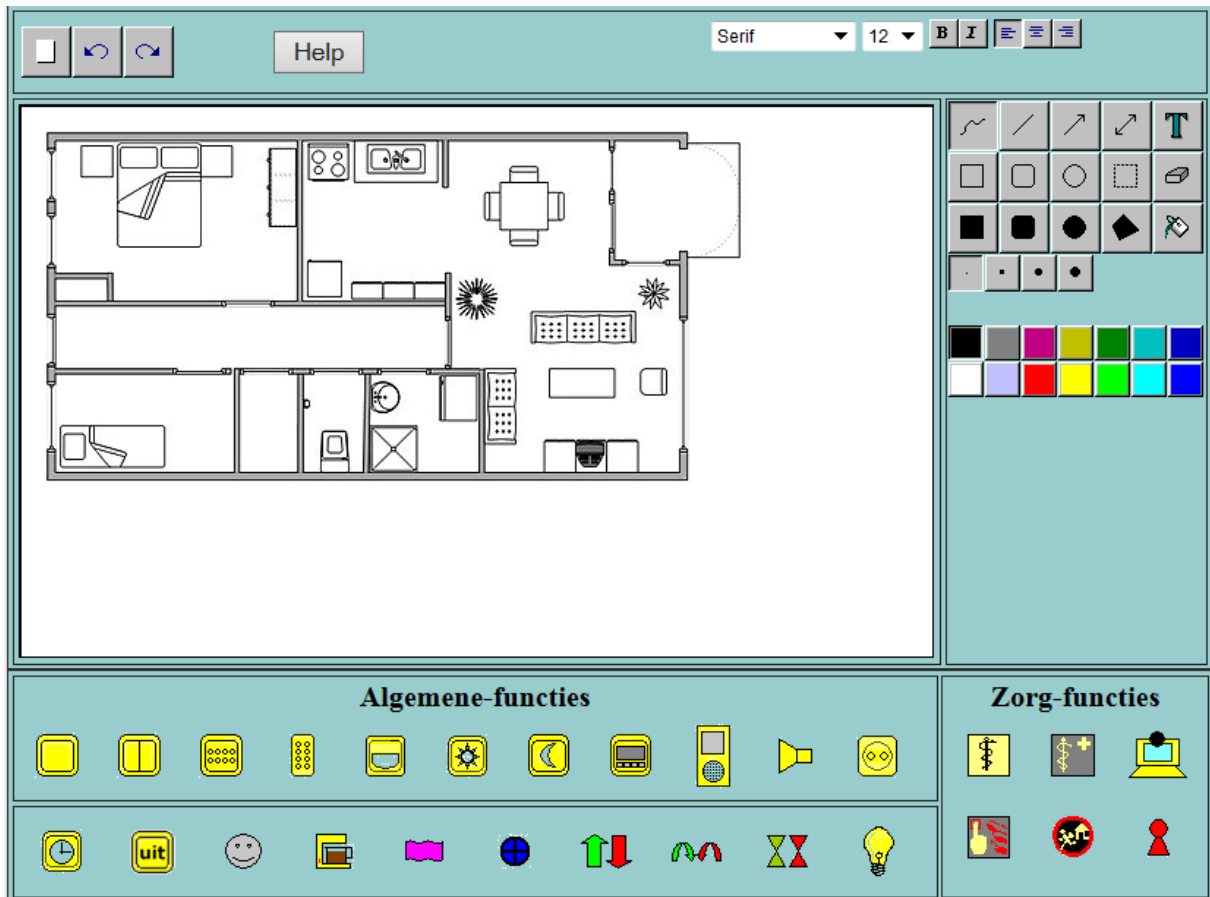 Help
Serif 12 B I
T
Algemene-functies
Zorg-functies
uit